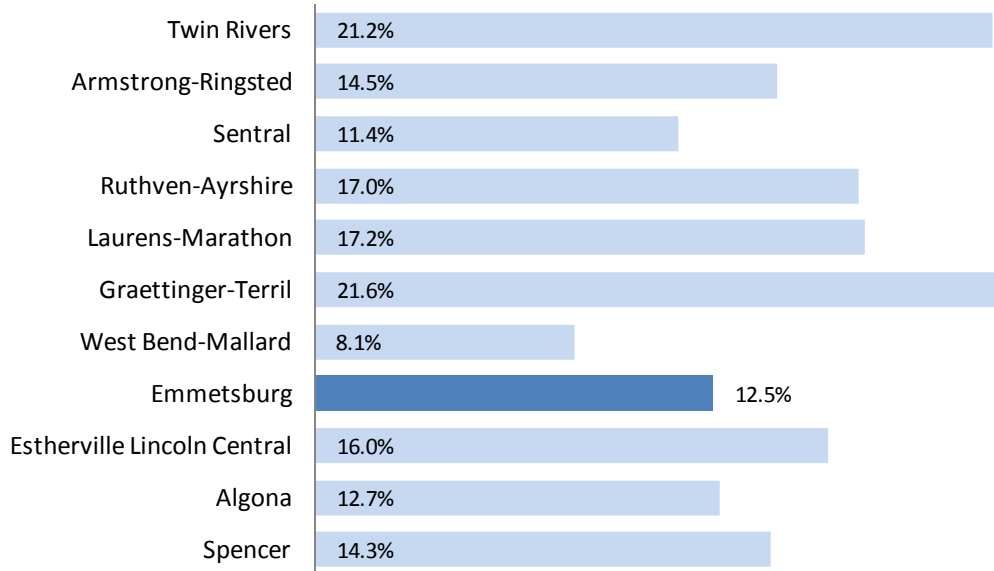 Twin Rivers 21.2%
Armstrong-Ringsted 14.5%
Sentral 11.4%
Ruthven-Ayrshire 17.0%
Laurens-Marathon 17.2%
Graettinger-Terril 21.6%
West Bend-Mallard 8.1%
Emmetsburg 12.5%
Estherville Lincoln Central 16.0%
Algona 12.7%
Spencer 14.3%